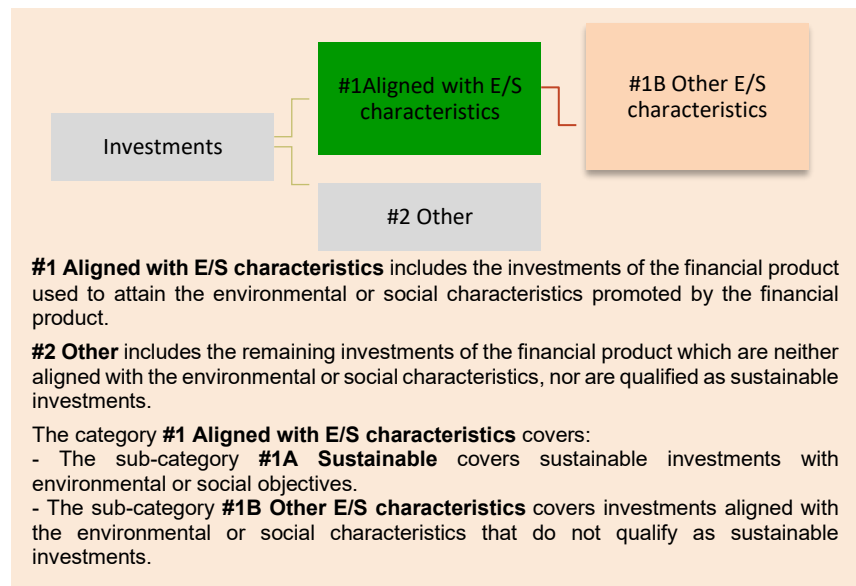 #1Aligned with E/S
characteristics
#1B Other E/S
characteristics
Investments
#2 Other
#1 Aligned with E/S characteristics includes the investments of the financial product
used to attain the environmental or social characteristics promoted by the financial
product.
#2 Other includes the remaining investments of the financial product which are neither
aligned with the environmental or social characteristics, nor are qualified as sustainable
investments.
The category #1 Aligned with E/S characteristics covers:
- The sub-category #1A Sustainable covers sustainable investments with
environmental or social objectives.
- The sub-category #1B Other E/S characteristics covers investments aligned with
the environmental or social characteristics that do not qualify as sustainable
investments.